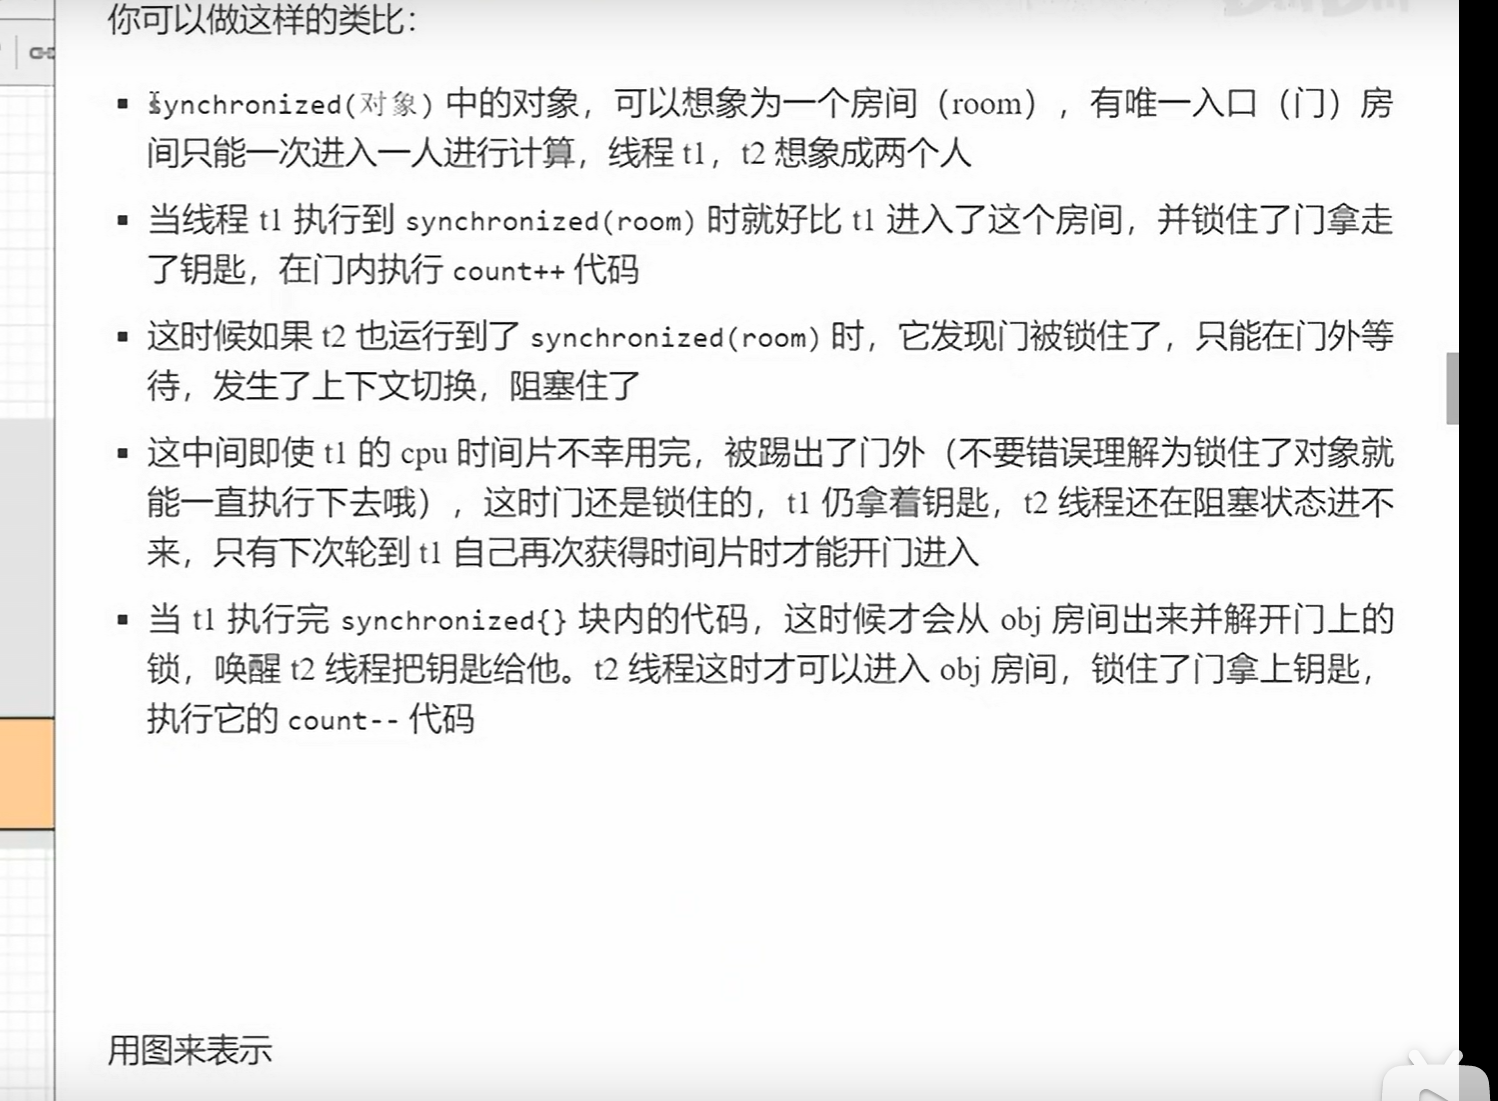 你可以做这样的类比：
synchronized(对象) 中的对象，可以想象为一个房间（room），有唯一入口（门）房
间只能一次进入一人进行计算，线程 t1，t2 想象成两个人
当线程 t1 执行到 synchronized(room) 时就好比 t1 进入了这个房间，并锁住了门拿走
了钥匙，在门内执行 count++ 代码
这时候如果 t2 也运行到了 synchronized(room) 时，它发现门被锁住了，只能在门外等
待，发生了上下文切换，阻塞住了
这中间即使 t1 的 cpu 时间片不幸用完，被踢出了门外（不要错误理解为锁住了对象就
能一直执行下去哦），这时门还是锁住的，t1 仍拿着钥匙，t2 线程还在阻塞状态进不
来，只有下次轮到 t1 自己再次获得时间片时才能开门进入
当 t1 执行完 synchronized{} 块内的代码，这时候才会从 obj 房间出来并解开门上的
锁，唤醒 t2 线程把钥匙给他。t2 线程这时才可以进入 obj 房间，锁住了门拿上钥匙，
执行它的 count-- 代码
用图来表示